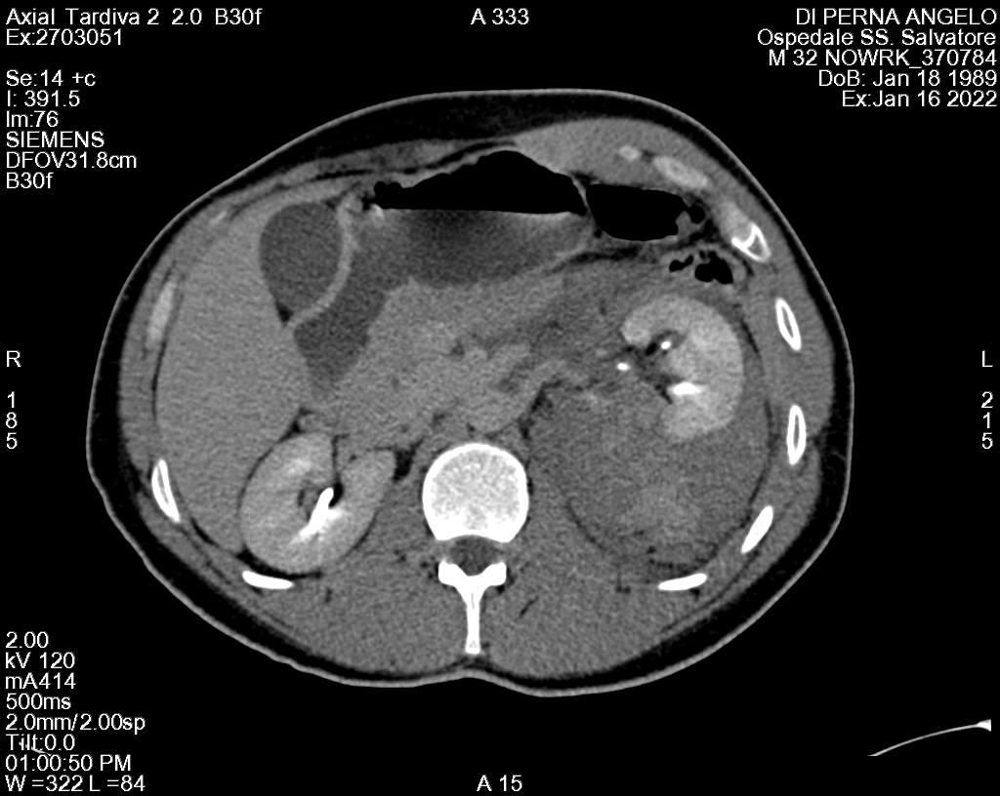 Axial Tardiva 2 2.0 B30f
Ex:2703051
Se:14 +c
I: 391.5
Im:76
SIEMENS
DFOV31.8cm
B30f
A 333
DI PERNA ANGELO
Ospedale SS. Salvatore
M 32 NOWRK_370784
DoB: Jan 18 1989
Ex:Jan 16 2022
R
1
8
5
L
2
1
5
2.00
kV 120
mA414
500ms
2.0mm/2.00sp
Tilt:0.0
01:00:50 PM
W =322 L =84
A 15